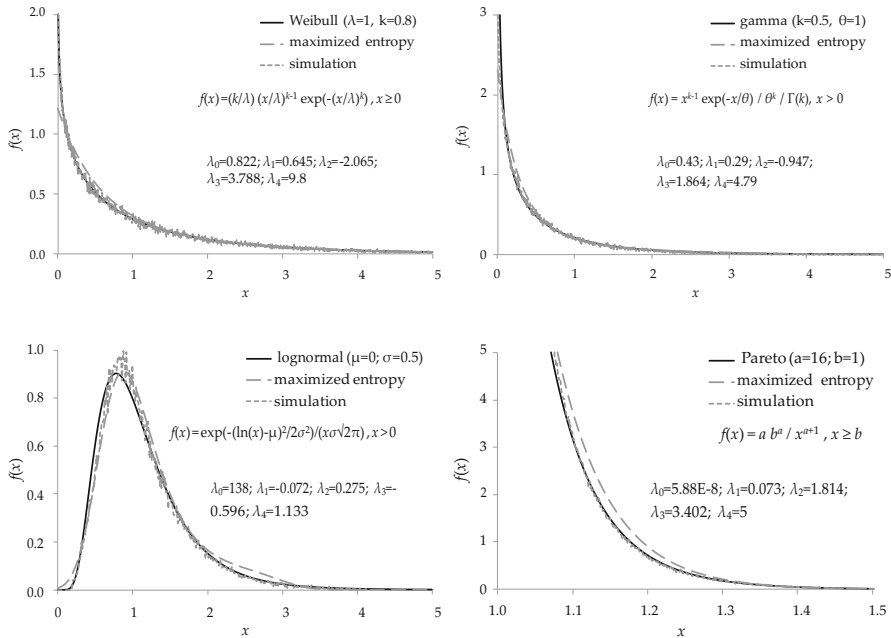 2.0
1.5
1.0
0.5
0.0
f(x)
Weibull (λ=1, k=0.8)
maximized entropy
simulation
f(x)=(k/λ) (x/λ)ᵏ⁻¹ exp(-(x/λ)ᵏ) , x ≥ 0
λ₀=0.822; λ₁=0.645; λ₂=-2.065;
λ₃=3.788; λ₄=9.8
0 1 2 3 4 5
x
3
2
1
0
f(x)
gamma (k=0.5, θ=1)
maximized entropy
simulation
f(x) = xᵏ⁻¹ exp(-x/θ) / θᵏ / Γ(k), x > 0
λ₀=0.43; λ₁=0.29; λ₂=-0.947;
λ₃=1.864; λ₄=4.79
0 1 2 3 4 5
x
1.0
0.8
0.6
0.4
0.2
0.0
f(x)
lognormal (μ=0; σ=0.5)
maximized entropy
simulation
f(x)=exp(-(ln(x)-μ)²/2σ²)/(xσ√2π), x>0
λ₀=138; λ₁=-0.072; λ₂=0.275; λ₃=-
0.596; λ₄=1.133
0 1 2 3 4 5
x
5
4
3
2
1
0
f(x)
Pareto (a=16; b=1)
maximized entropy
simulation
f(x) = a bᵃ / xᵃ⁺¹ , x ≥ b
λ₀=5.88E-8; λ₁=0.073; λ₂=1.814;
λ₃=3.402; λ₄=5
1.0 1.1 1.2 1.3 1.4 1.5
x